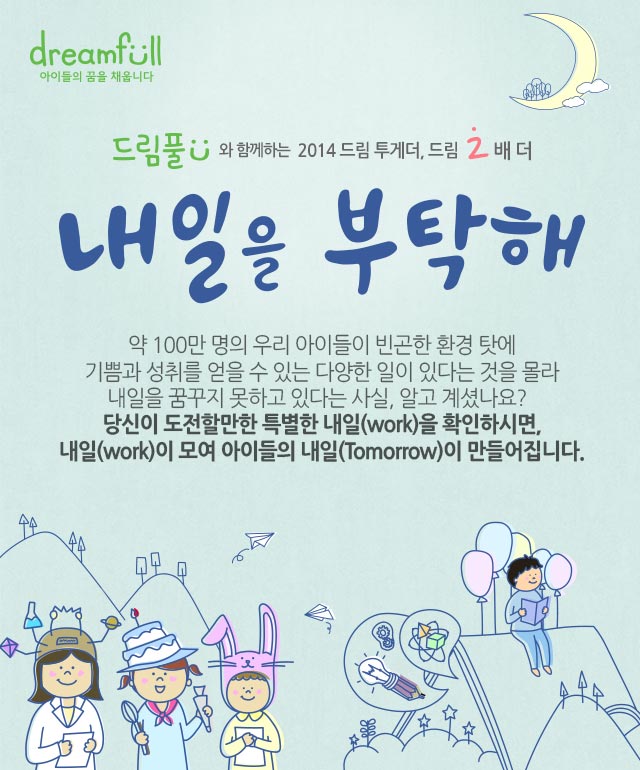 dreamfull
아이들의 꿈을 채웁니다
드림풀 와 함께하는 2014 드림 투게더, 드림 2 배 더
내일을 부탁해
약 100만 명의 우리 아이들이 빈곤한 환경 탓에
기쁨과 성취를 얻을 수 있는 다양한 일이 있다는 것을 몰라
내일을 꿈꾸지 못하고 있다는 사실, 알고 계셨나요?
당신이 도전할만한 특별한 내일(work)을 확인하시면,
내일(work)이 모여 아이들의 내일(Tomorrow)이 만들어집니다.